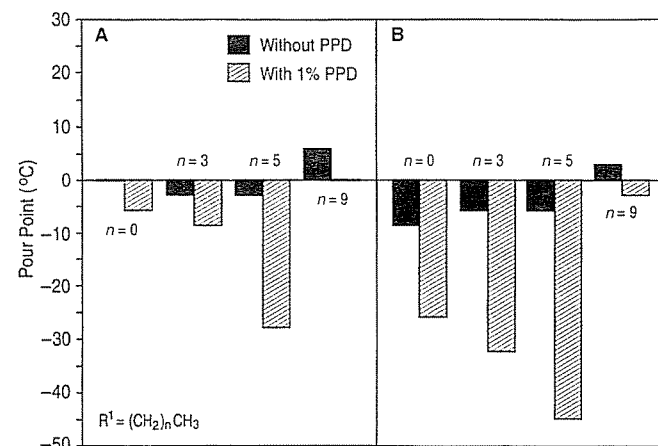 30
20
10
0
−10
−20
−30
−40
−50
Pour Point (°C)
A
Without PPD
With 1% PPD
n = 0
n = 3
n = 5
n = 9
R¹ = (CH₂)ₙCH₃
B
n = 0
n = 3
n = 5
n = 9